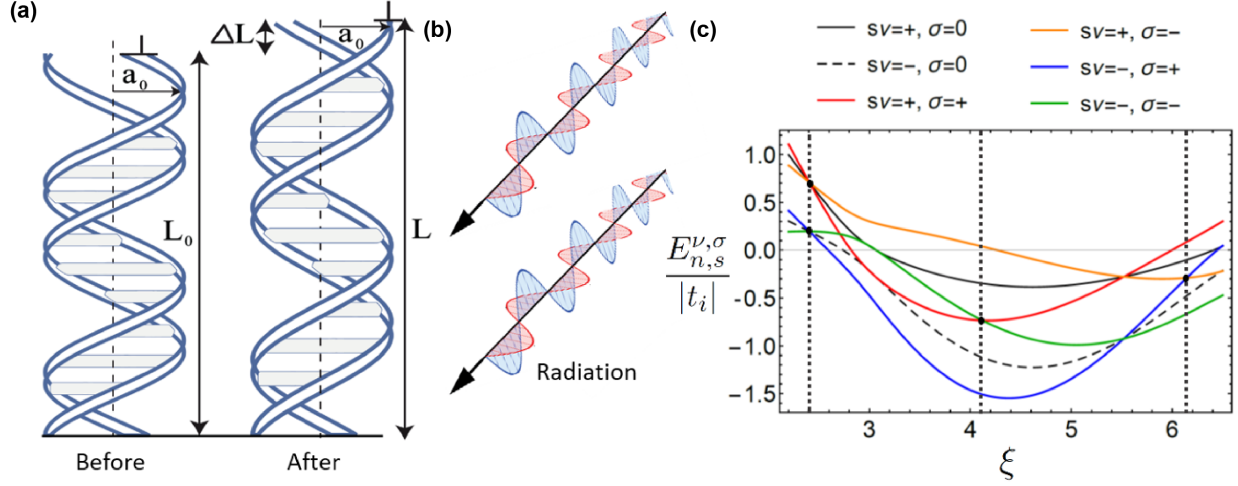 (a)
ΔL
a₀
a₀
L₀
L
Before
After
(b)
Radiation
(c)
sν=+, σ=0
sν=+, σ=−
sν=−, σ=0
sν=−, σ=+
sν=+, σ=+
sν=−, σ=−
E_{n,s}^{ν,σ}
|t_i|
1.0
0.5
0.0
-0.5
-1.0
-1.5
3
4
5
6
ξ